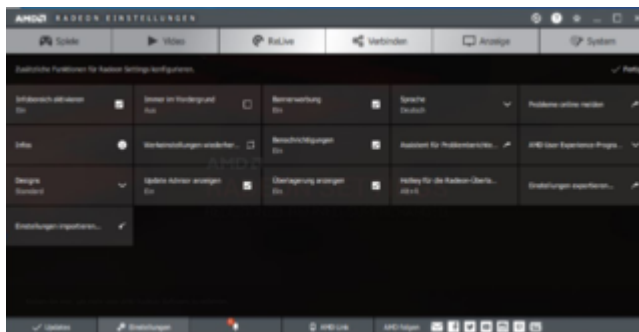 AMD RADEON EINSTELLUNGEN
Spiele Video ReLive Verbinden Anzeige System
Zusätzliche Funktionen für Radeon Settings konfigurieren. Fertig
Infobereich aktivieren Immer im Vordergrund Bannerwerbung Sprache Probleme online melden
Ein Aus Ein Deutsch
Infos Werkseinstellungen wiederher... Benachrichtigungen Assistent für Problemberichts... AMD User Experience-Progra...
Ein
Designs Update Advisor anzeigen Überlagerung anzeigen Hotkey für die Radeon-Überla... Einstellungen exportieren...
Standard Ein Ein Alt+R
Einstellungen importieren...
AMD
Updates Einstellungen AMD Link AMD folgen